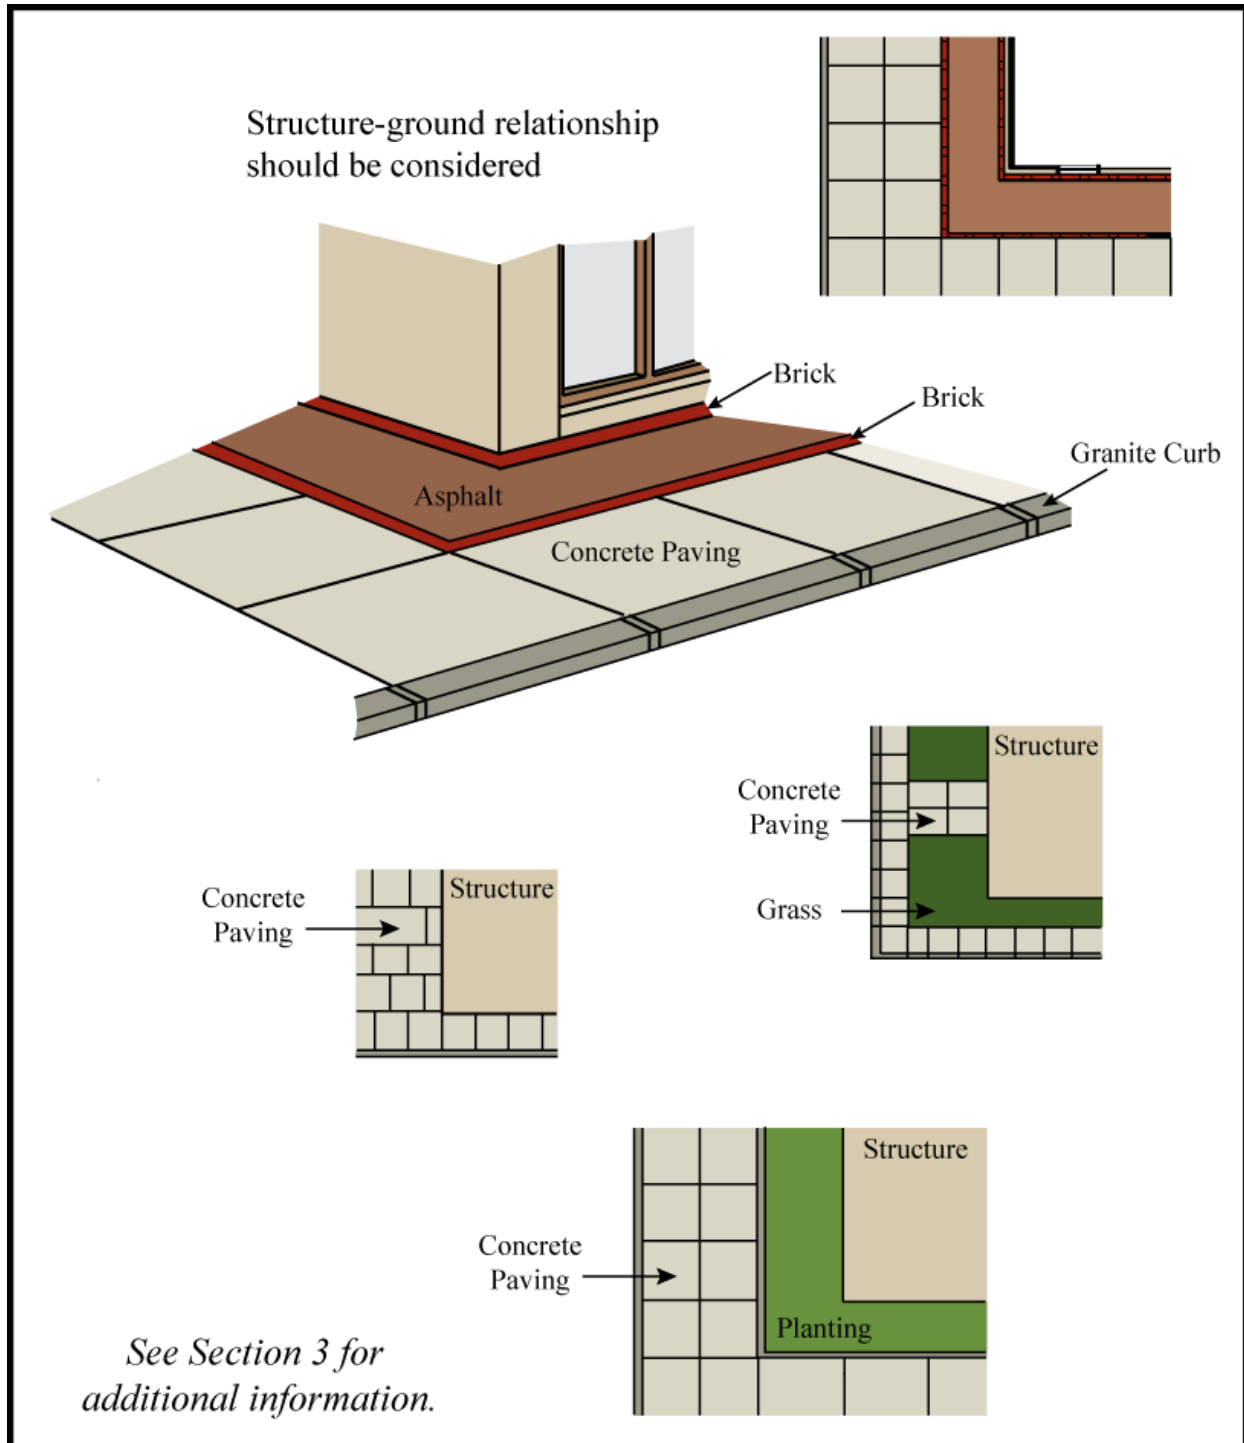 Structure-ground relationship
should be considered
Brick
Brick
Granite Curb
Asphalt
Concrete Paving
Structure
Concrete
Paving
Grass
Structure
Concrete
Paving
Structure
Concrete
Paving
Planting
See Section 3 for
additional information.